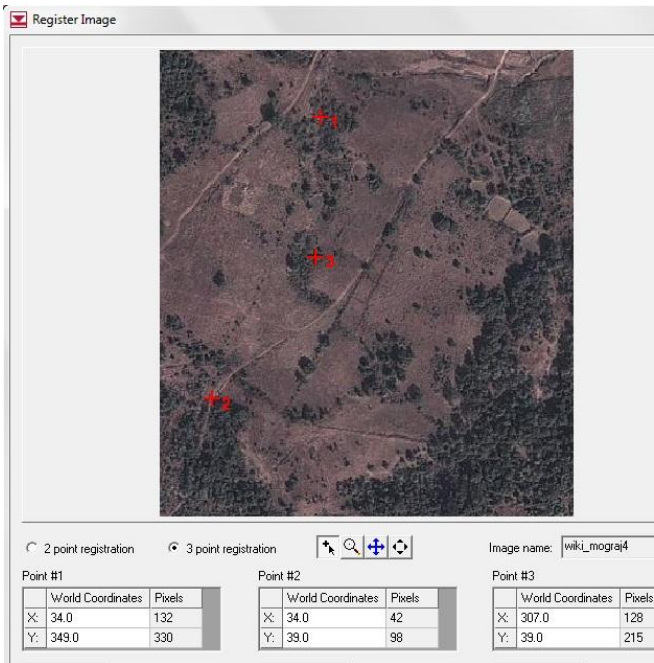 Register Image
1
3
2
2 point registration
3 point registration
Image name: wiki_mograj4
Point #1
World Coordinates Pixels
X: 34.0 132
Y: 349.0 330
Point #2
World Coordinates Pixels
X: 34.0 42
Y: 39.0 98
Point #3
World Coordinates Pixels
X: 307.0 128
Y: 39.0 215